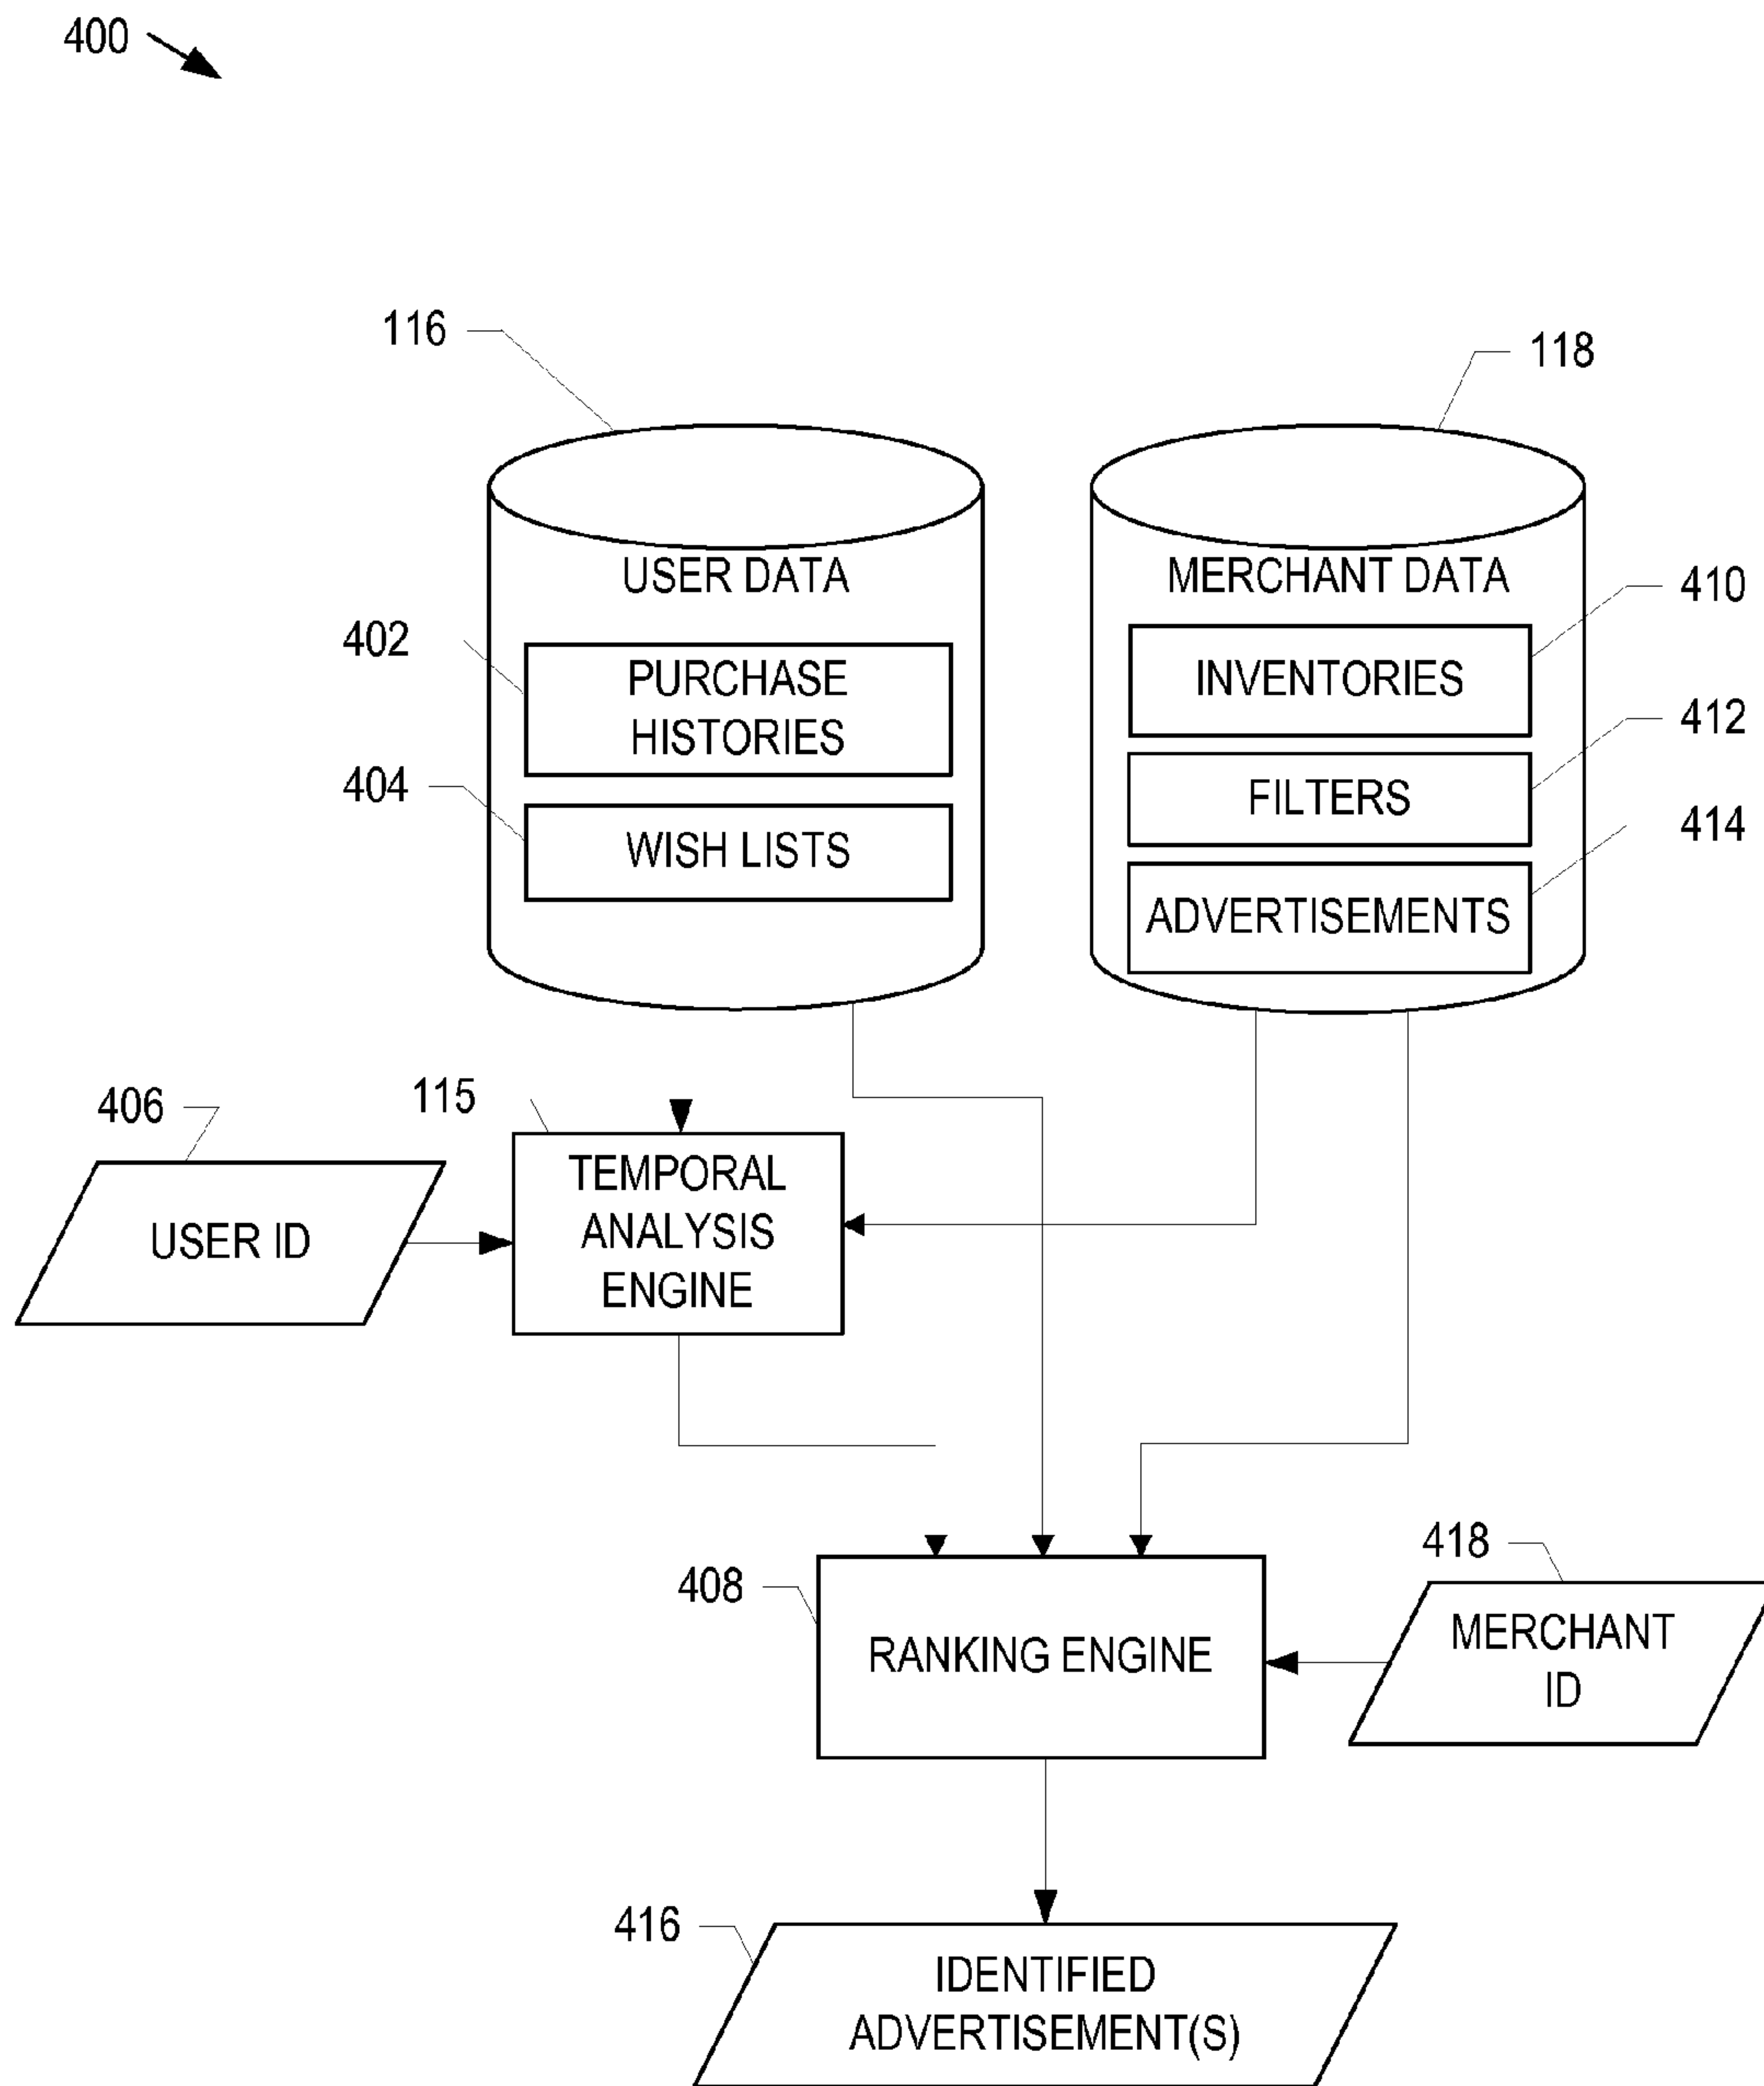 400
116
118
USER DATA
MERCHANT DATA
410
402
PURCHASE
HISTORIES
INVENTORIES
412
FILTERS
404
WISH LISTS
414
ADVERTISEMENTS
406
115
USER ID
TEMPORAL
ANALYSIS
ENGINE
408
RANKING ENGINE
418
MERCHANT
ID
416
IDENTIFIED
ADVERTISEMENT(S)